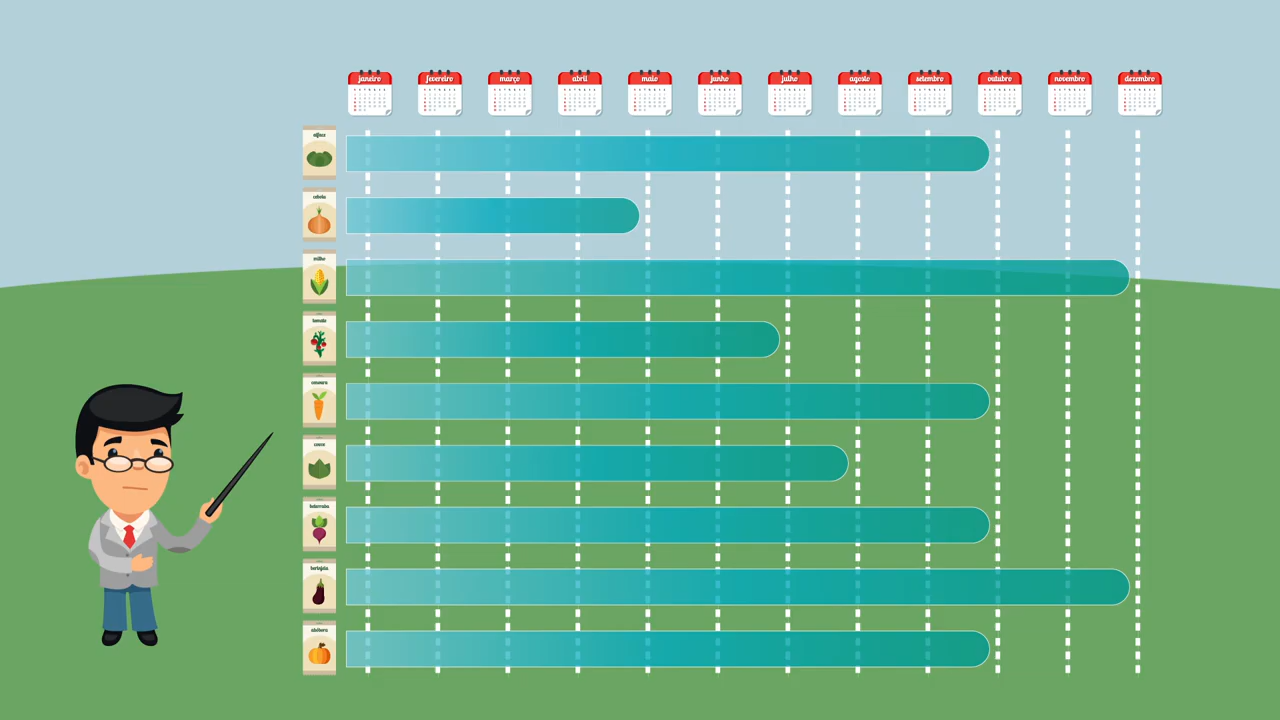 janeiro
fevereiro
março
abril
maio
junho
julho
agosto
setembro
outubro
novembro
dezembro
alface
cebola
milho
tomate
cenoura
couve
beterraba
berinjela
abóbora